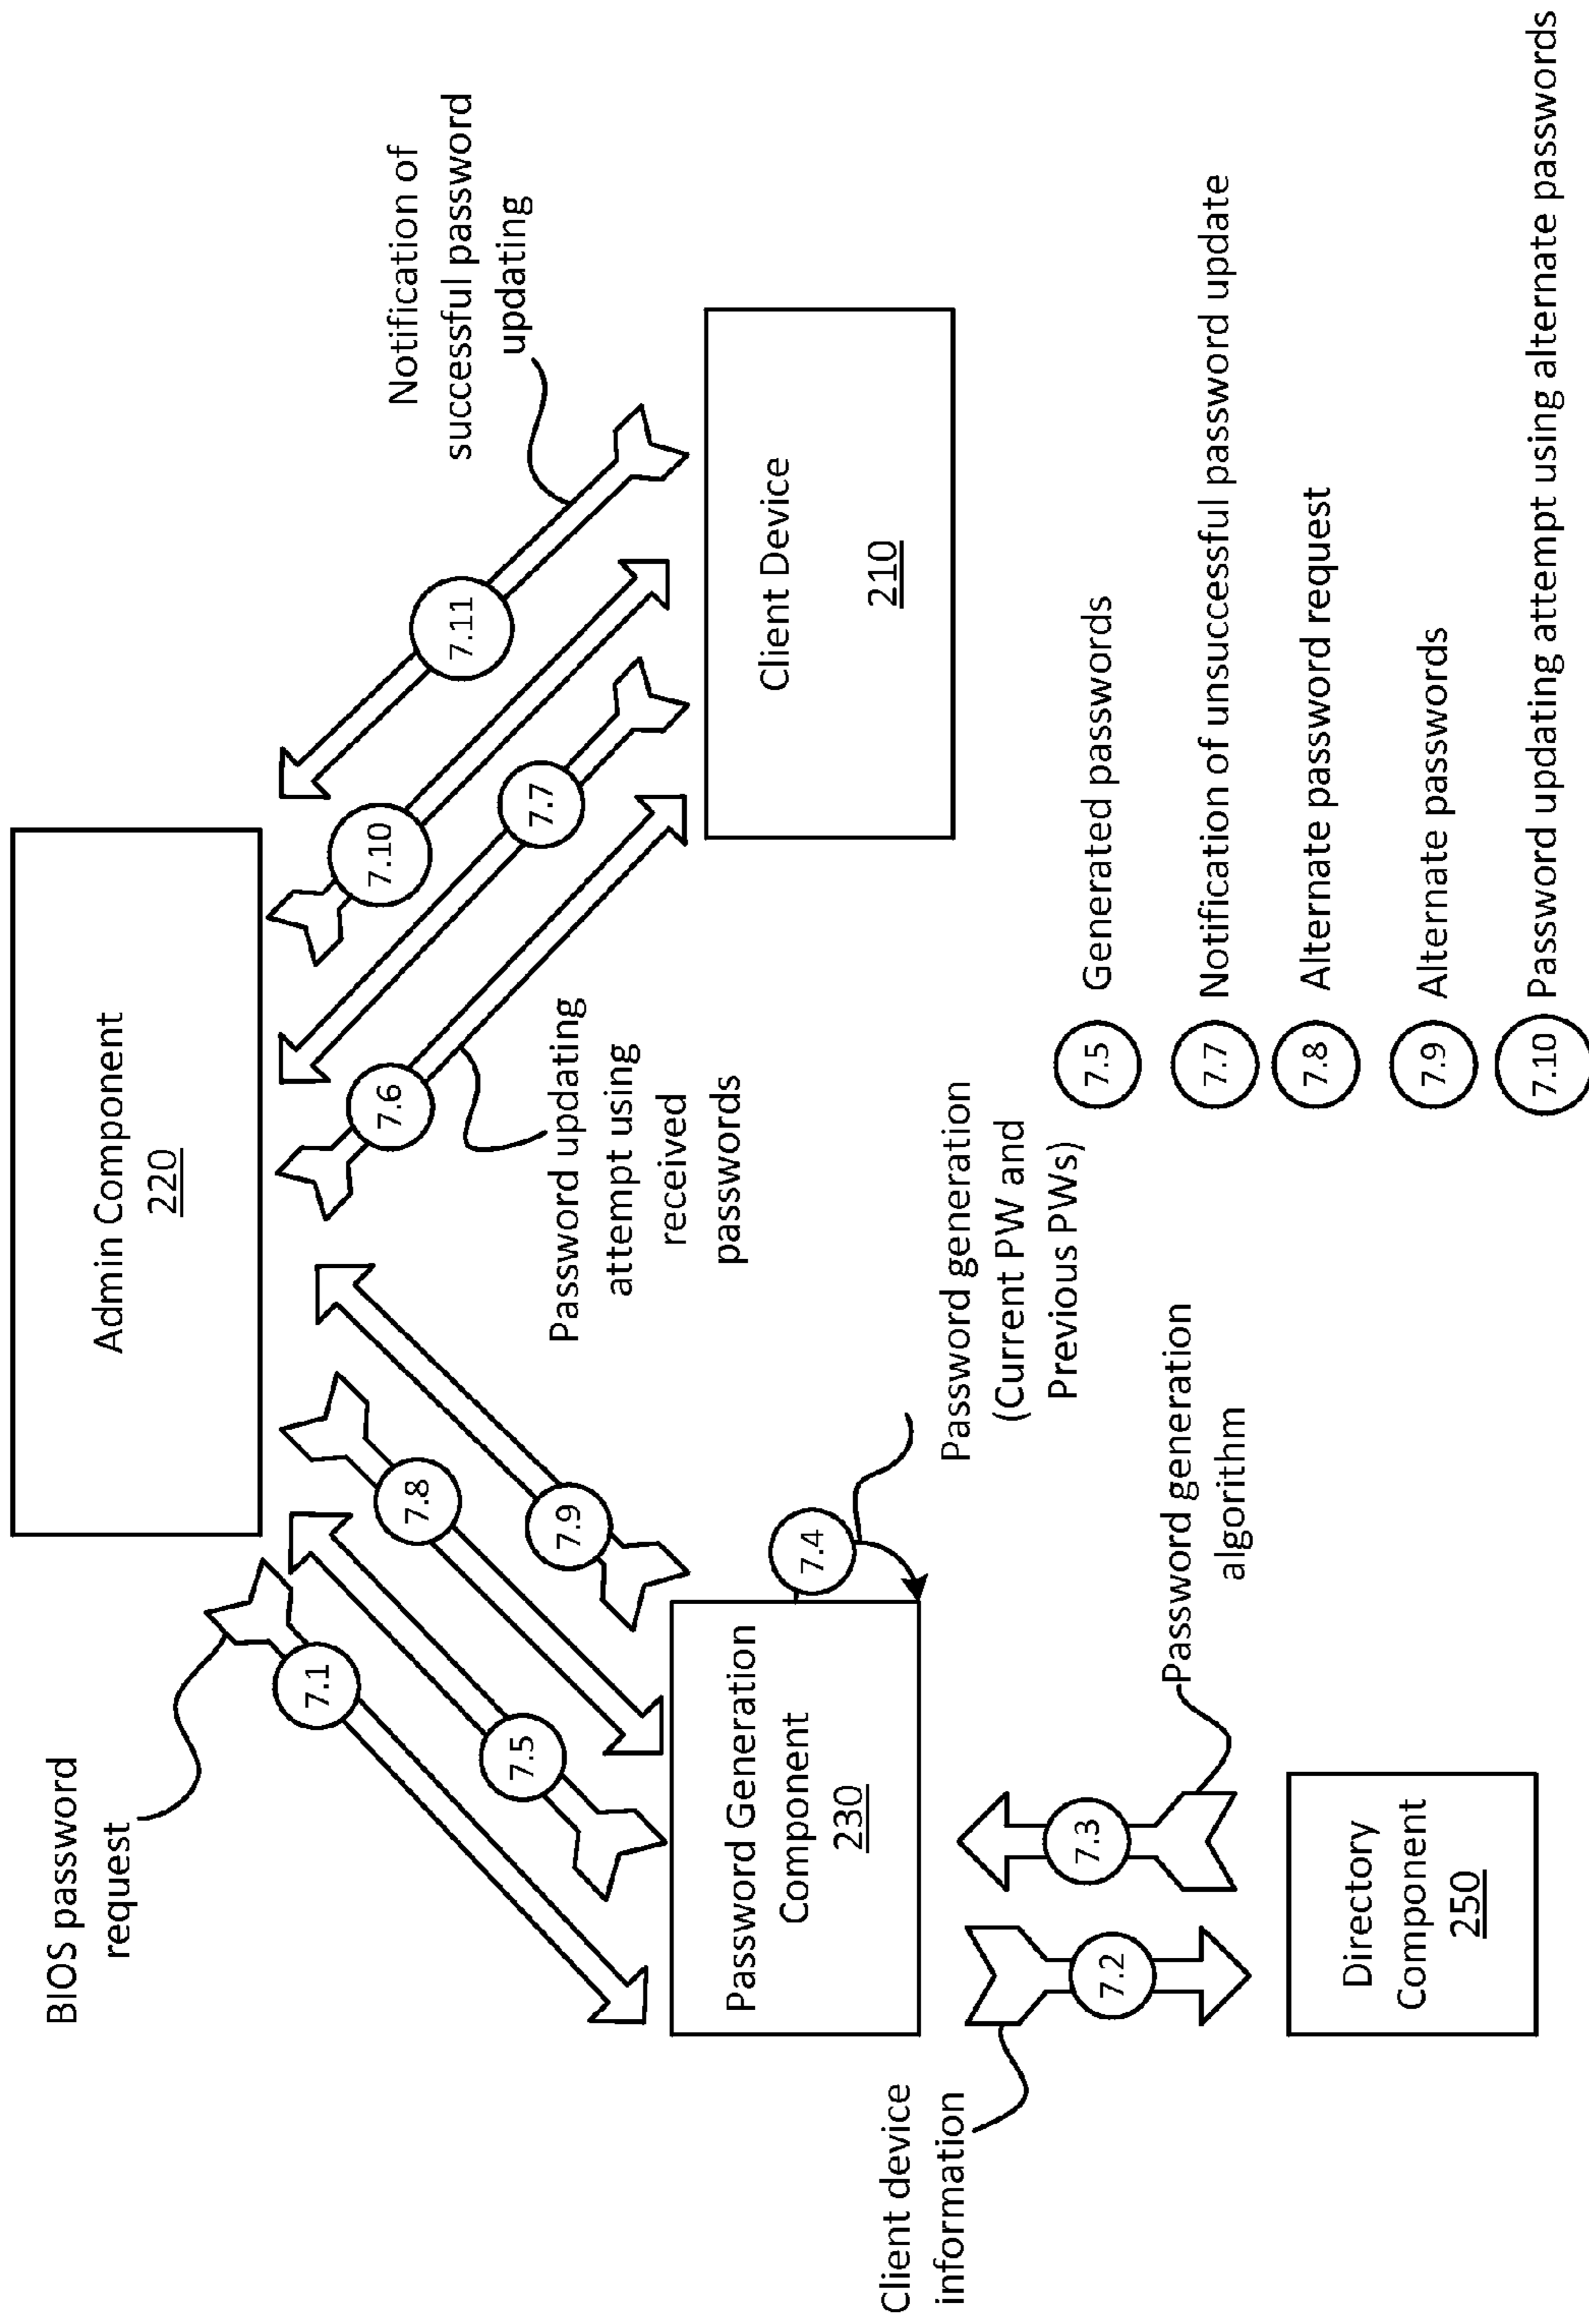 Admin Component
220
BIOS password
request
7.1
7.5
7.8
7.9
7.6
7.7
7.10
7.11
Notification of
successful password
updating
Password updating
attempt using
received
passwords
Password Generation
Component
230
7.4
Password generation
(Current PW and
Previous PWs)
Client Device
210
Client device
information
7.2
7.3
Password generation
algorithm
Directory
Component
250
7.5 Generated passwords
7.7 Notification of unsuccessful password update
7.8 Alternate password request
7.9 Alternate passwords
7.10 Password updating attempt using alternate passwords